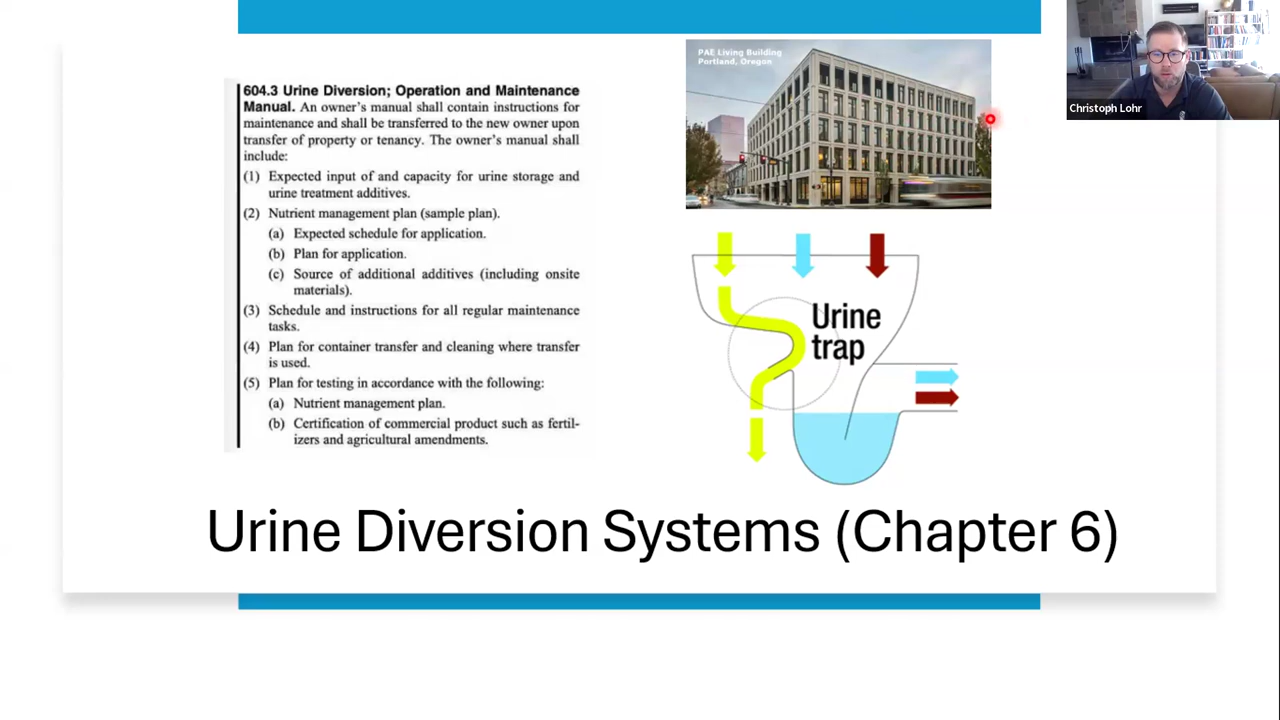 604.3 Urine Diversion; Operation and Maintenance
Manual. An owner's manual shall contain instructions for
maintenance and shall be transferred to the new owner upon
transfer of property or tenancy. The owner's manual shall
include:
(1) Expected input of and capacity for urine storage and
urine treatment additives.
(2) Nutrient management plan (sample plan).
(a) Expected schedule for application.
(b) Plan for application.
(c) Source of additional additives (including onsite
materials).
(3) Schedule and instructions for all regular maintenance
tasks.
(4) Plan for container transfer and cleaning where transfer
is used.
(5) Plan for testing in accordance with the following:
(a) Nutrient management plan.
(b) Certification of commercial product such as fertil-
izers and agricultural amendments.
PAE Living Building
Portland, Oregon
Urine
trap
Christoph Lohr
Urine Diversion Systems (Chapter 6)